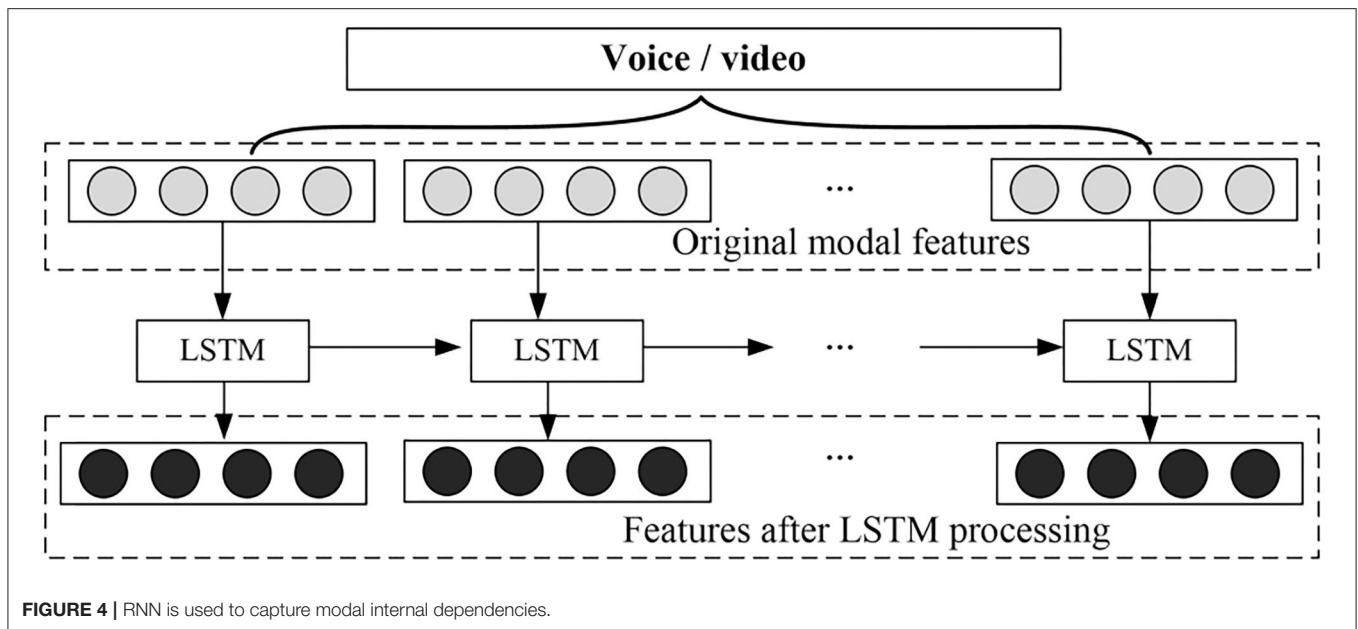 Voice / video
...
Original modal features
LSTM
LSTM
...
LSTM
...
Features after LSTM processing
FIGURE 4 | RNN is used to capture modal internal dependencies.